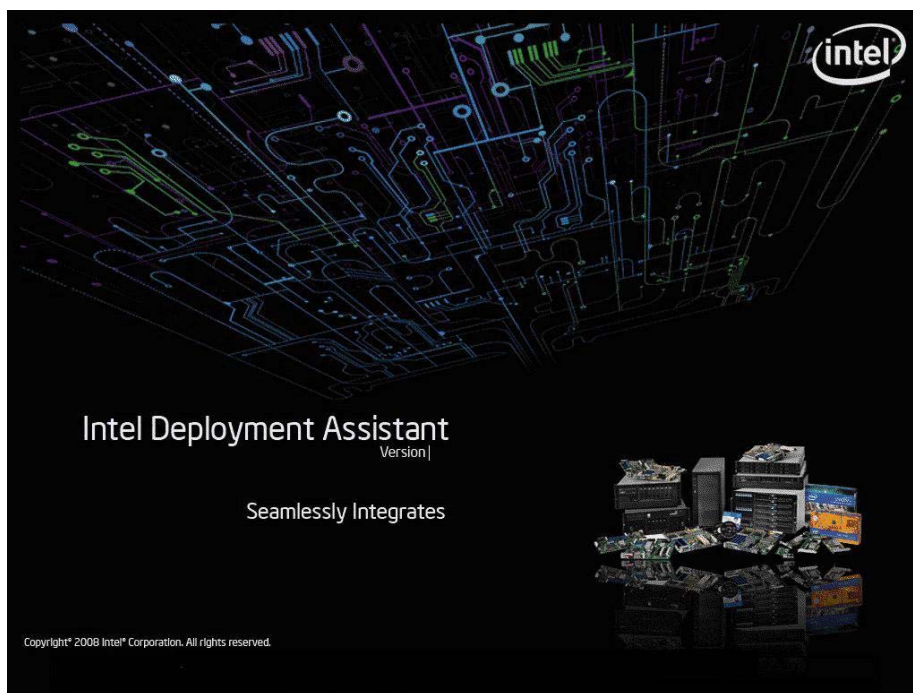 intel
Intel Deployment Assistant
Version|
Seamlessly Integrates
Copyright® 2008 Intel® Corporation. All rights reserved.